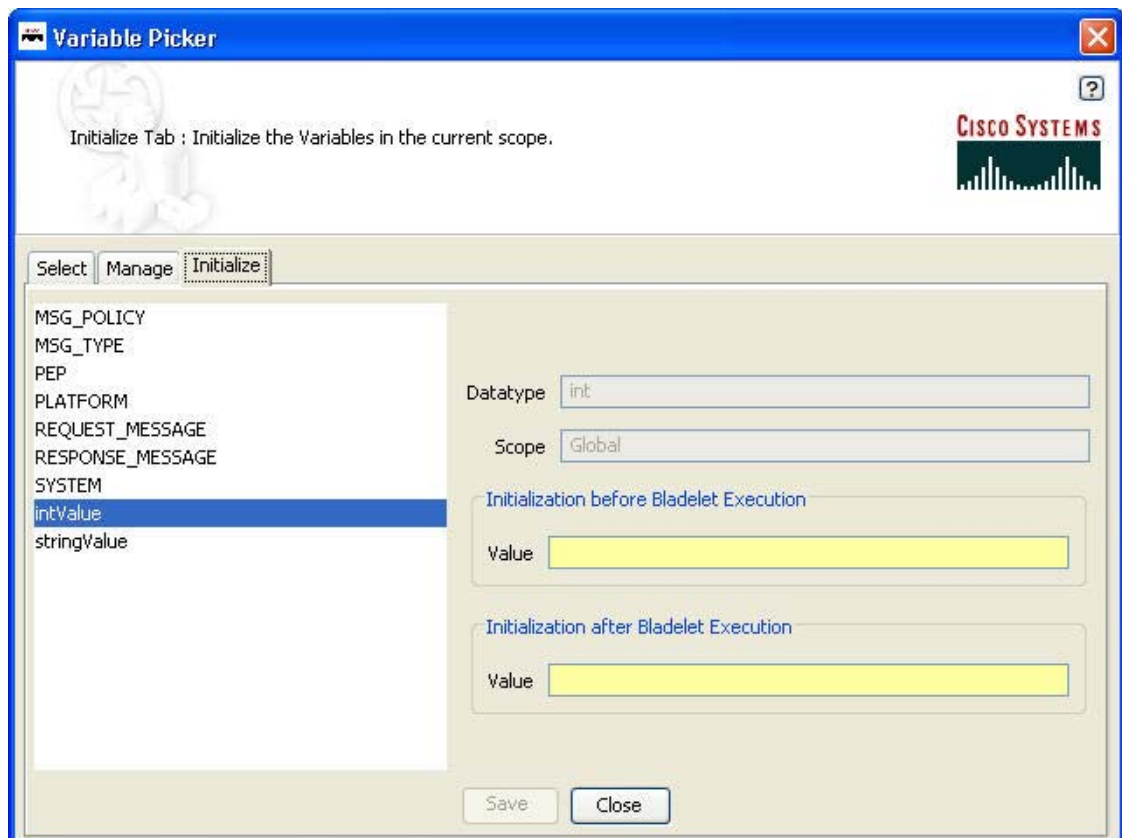 Variable Picker
?
Initialize Tab : Initialize the Variables in the current scope.
CISCO SYSTEMS
Select
Manage
Initialize
MSG_POLICY
MSG_TYPE
PEP
PLATFORM
REQUEST_MESSAGE
RESPONSE_MESSAGE
SYSTEM
intValue
stringValue
Datatype int
Scope Global
Initialization before Bladelet Execution
Value
Initialization after Bladelet Execution
Value
Save
Close